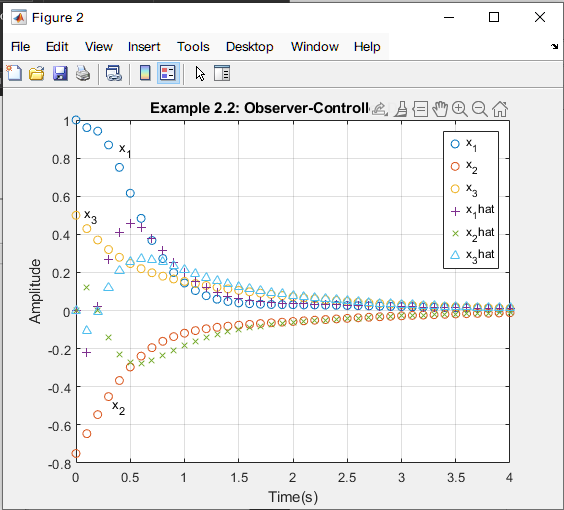 Figure 2
File Edit View Insert Tools Desktop Window Help
Example 2.2: Observer-Controll
1
0.8
0.6
0.4
0.2
0
-0.2
-0.4
-0.6
-0.8
Amplitude
x1
x3
x2
x1
x2
x3
x1hat
x2hat
x3hat
0 0.5 1 1.5 2 2.5 3 3.5 4
Time(s)